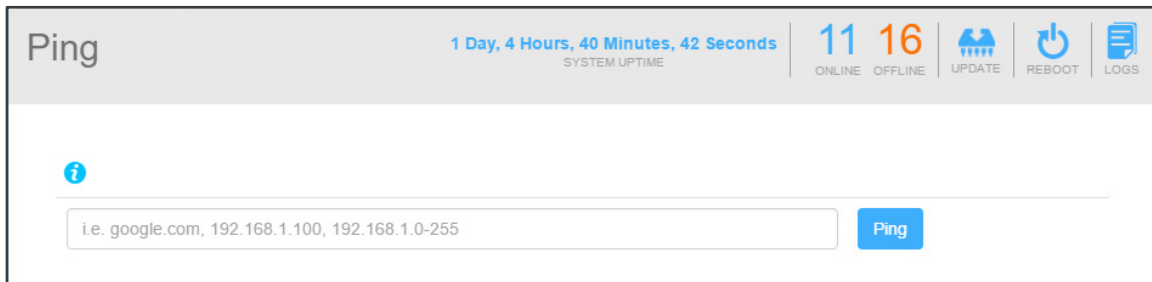 Ping
1 Day, 4 Hours, 40 Minutes, 42 Seconds
SYSTEM UPTIME
11
ONLINE
16
OFFLINE
UPDATE
REBOOT
LOGS
i
i.e. google.com, 192.168.1.100, 192.168.1.0-255
Ping